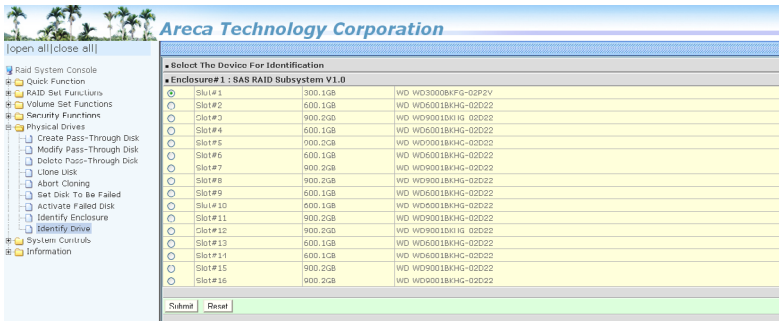 Areca Technology Corporation
|open all|close all|
Raid System Console
Quick Function
RAID Set Functions
Volume Set Functions
Security Functions
Physical Drives
Create Pass-Through Disk
Modify Pass-Through Disk
Delete Pass-Through Disk
Clone Disk
Abort Cloning
Set Disk To Be Failed
Activate Failed Disk
Identify Enclosure
Identify Drive
System Controls
Information
Select The Device For Identification
Enclosure#1 : SAS RAID Subsystem V1.0
Slot#1 300.1GB WD WD3000BKFG-02P2V
Slot#2 600.1GB WD WD6001BKHG-02D22
Slot#3 900.2GB WD WD9001BKHG-02D22
Slot#4 600.1GB WD WD6001BKHG-02D22
Slot#5 900.2GB WD WD9001BKHG-02D22
Slot#6 600.1GB WD WD6001BKHG-02D22
Slot#7 900.2GB WD WD9001BKHG-02D22
Slot#8 900.2GB WD WD9001BKHG-02D22
Slot#9 600.1GB WD WD6001BKHG-02D22
Slot#10 600.1GB WD WD6001BKHG-02D22
Slot#11 900.2GB WD WD9001BKHG-02D22
Slot#12 900.2GB WD WD9001BKHG-02D22
Slot#13 600.1GB WD WD6001BKHG-02D22
Slot#14 600.1GB WD WD6001BKHG-02D22
Slot#15 900.2GB WD WD9001BKHG-02D22
Slot#16 900.2GB WD WD9001BKHG-02D22
Submit Reset